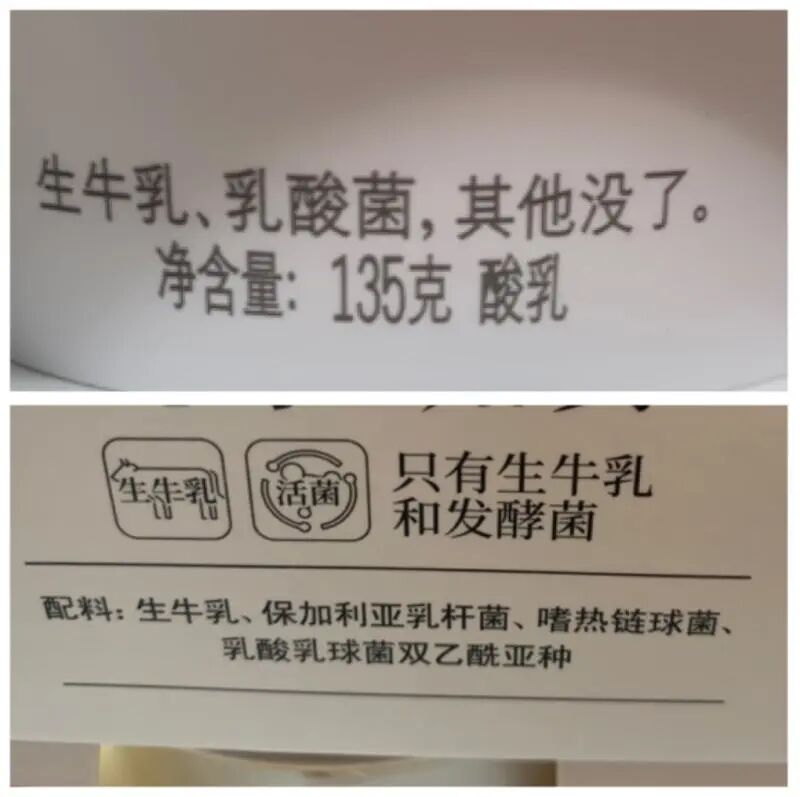 生牛乳、乳酸菌，其他没了。
净含量：135克 酸乳
生牛乳
活菌
只有生牛乳
和发酵菌
配料：生牛乳、保加利亚乳杆菌、嗜热链球菌、
乳酸乳球菌双乙酰亚种